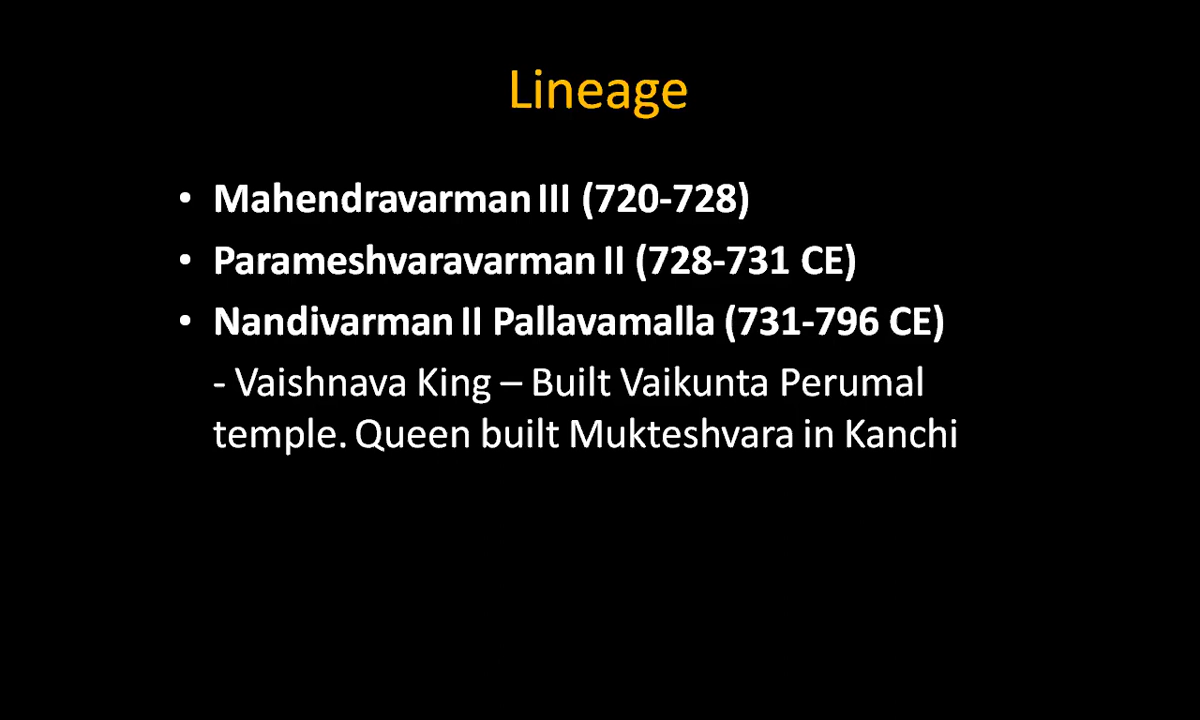 Lineage
• Mahendravarman III (720-728)
• Parameshvaravarman II (728-731 CE)
• Nandivarman II Pallavamalla (731-796 CE)
- Vaishnava King – Built Vaikunta Perumal
temple. Queen built Mukteshvara in Kanchi